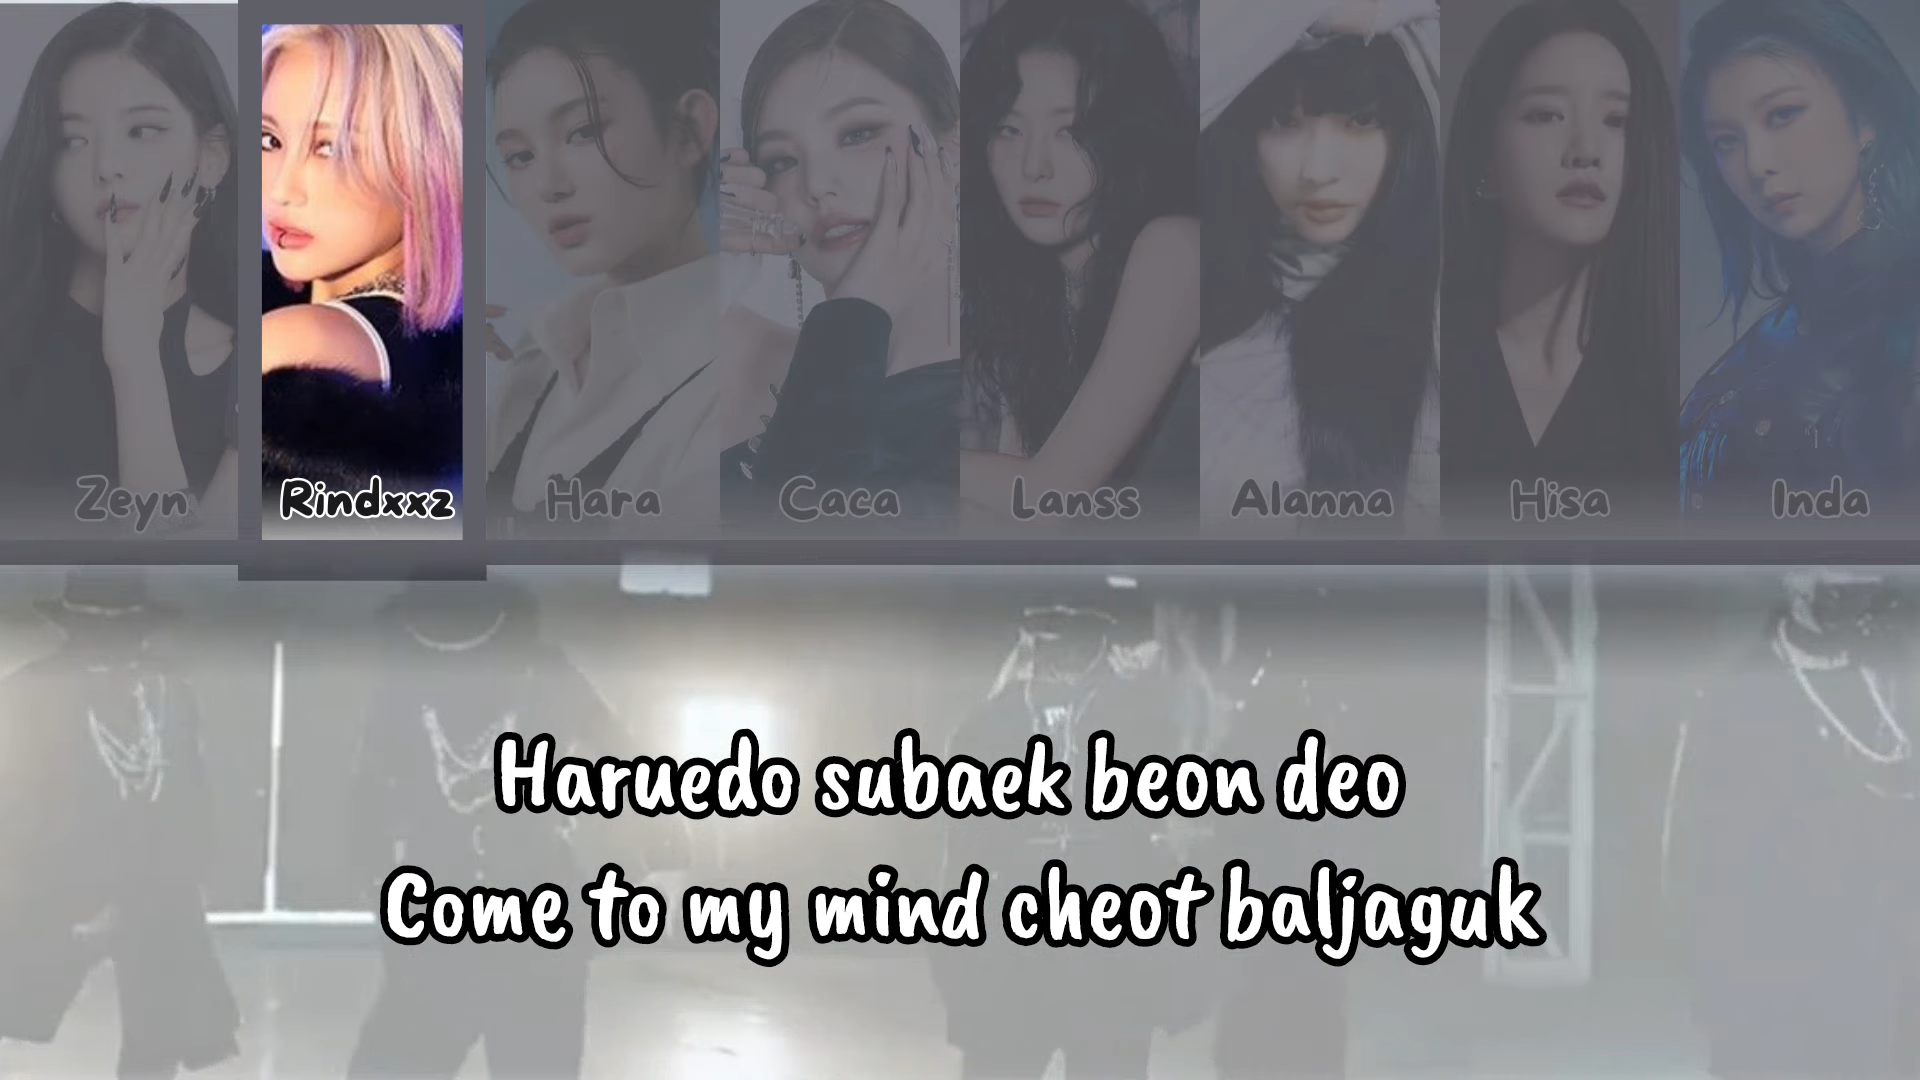 Zeyn Rindxxz Hara Caca Lanss Alanna Hisa Inda
Haruedo subaek beon deo
Come to my mind cheot baljaguk